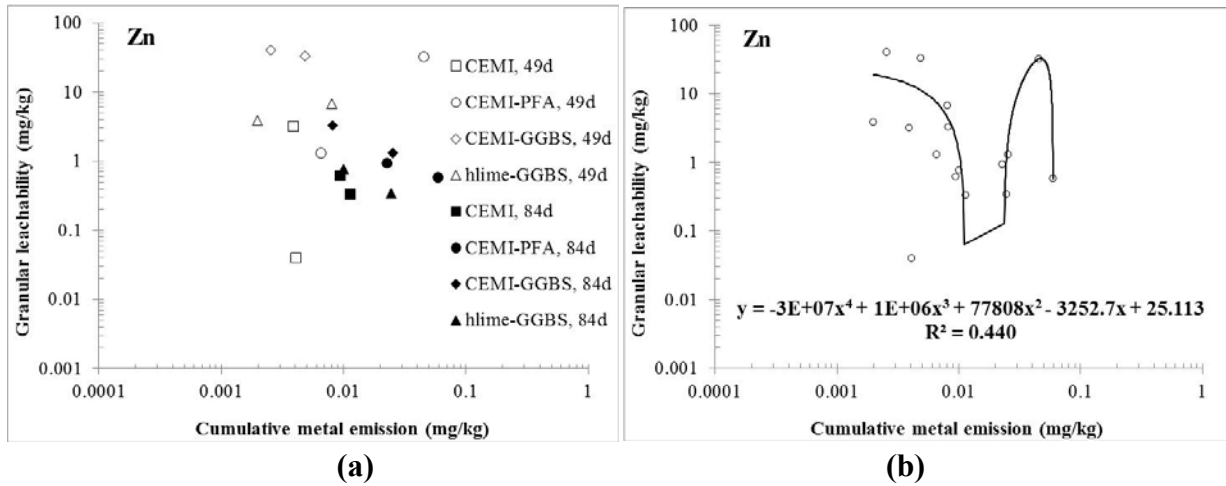 Zn
Granular leachability (mg/kg)
100
10
1
0.1
0.01
0.001
0.0001
0.001
0.01
0.1
1
Cumulative metal emission (mg/kg)
CEMI, 49d
CEMI-PFA, 49d
CEMI-GGBS, 49d
hlime-GGBS, 49d
CEMI, 84d
CEMI-PFA, 84d
CEMI-GGBS, 84d
hlime-GGBS, 84d
(a)
Zn
Granular leachability (mg/kg)
100
10
1
0.1
0.01
0.001
y = -3E+07x⁴ + 1E+06x³ + 77808x² - 3252.7x + 25.113
R² = 0.440
0.0001
0.001
0.01
0.1
1
Cumulative metal emission (mg/kg)
(b)